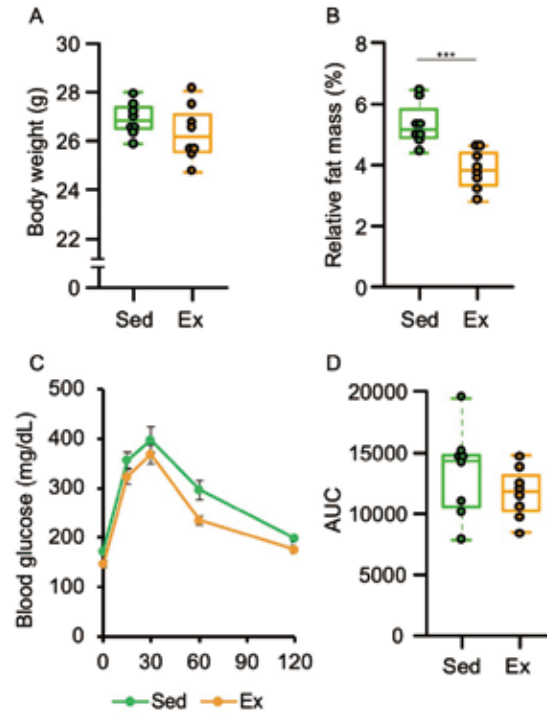 A
Body weight (g)
30
28
26
24
22
0
Sed Ex
B
Relative fat mass (%)
8
6
4
2
0
***
Sed Ex
C
Blood glucose (mg/dL)
500
400
300
200
100
0
0 30 60 90 120
Sed Ex
D
AUC
20000
15000
10000
5000
0
Sed Ex